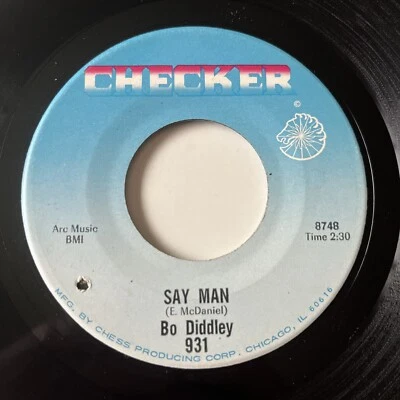 CHECKER
©
Arc Music
BMI
8748
Time 2:30
SAY MAN
(E. McDaniel)
Bo Diddley
931
MFG. BY CHESS PRODUCING CORP., CHICAGO, IL 60616